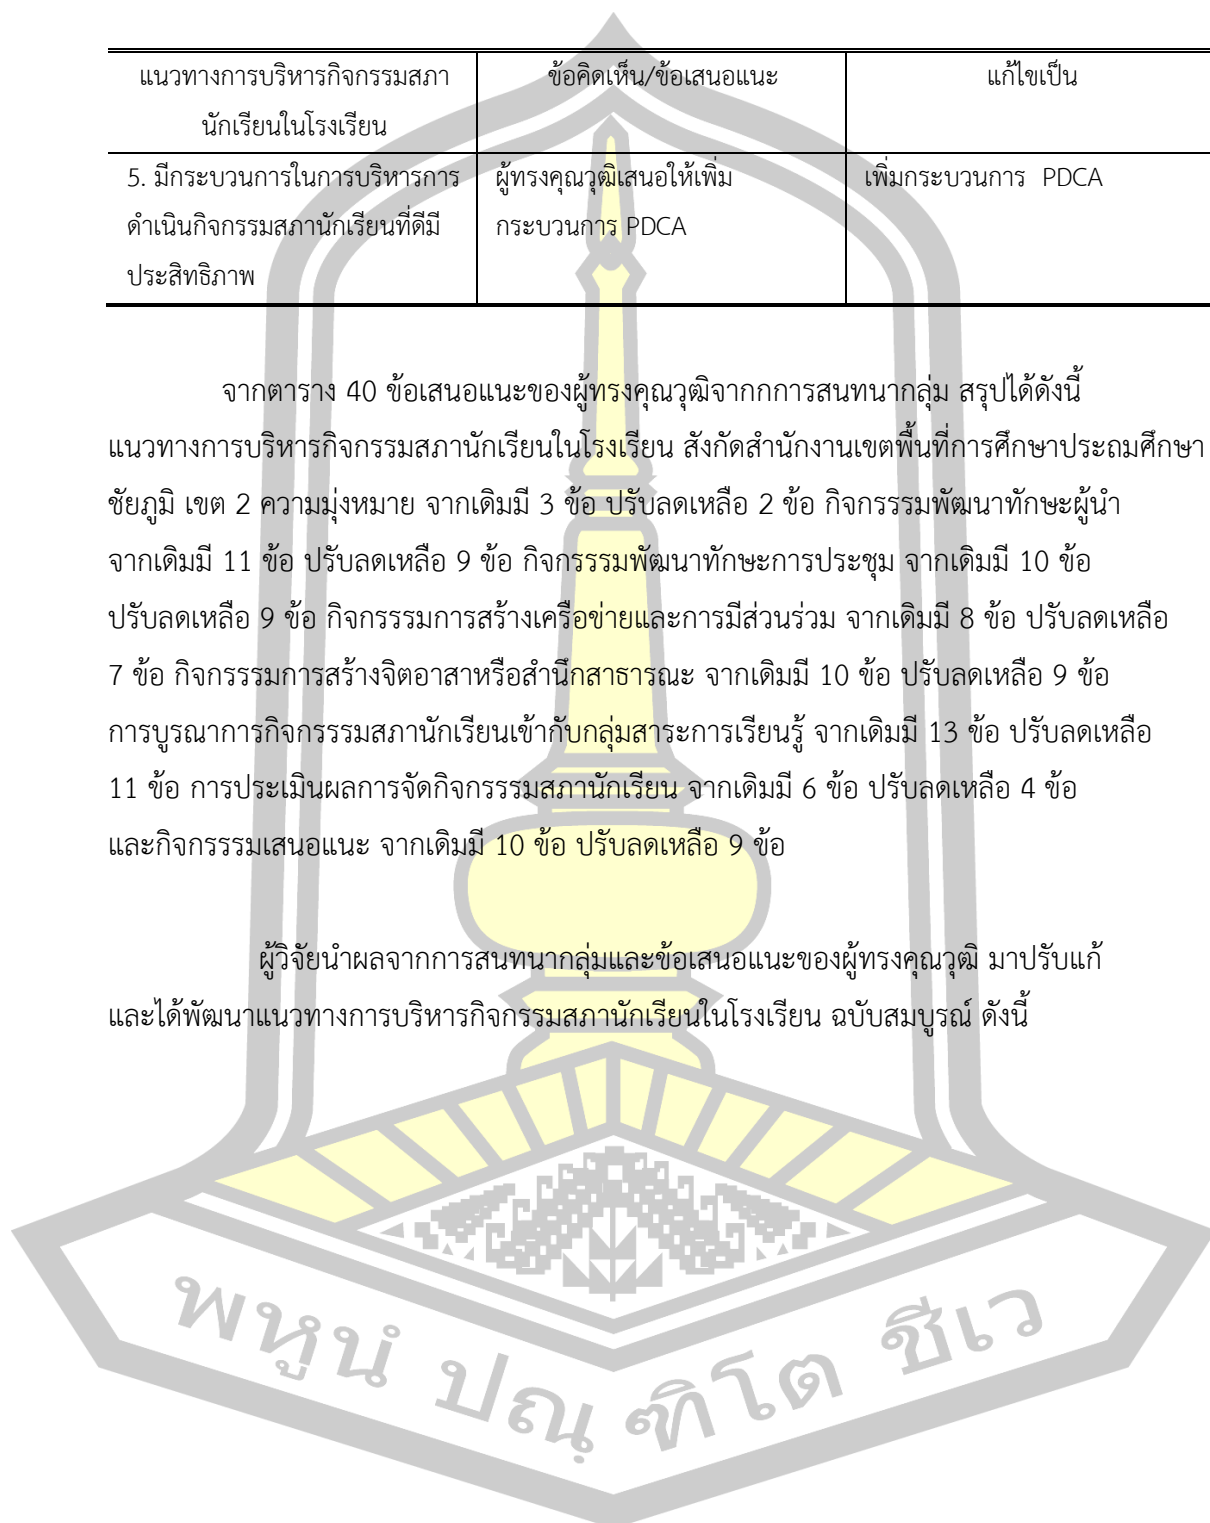 แนวทางการบริหารกิจกรรมสภา
นักเรียนในโรงเรียน
ข้อคิดเห็น/ข้อเสนอแนะ
แก้ไขเป็น
5. มีกระบวนการในการบริหารการ
ดำเนินกิจกรรมสภานักเรียนที่ดีมี
ประสิทธิภาพ
ผู้ทรงคุณวุฒิเสนอให้เพิ่ม
กระบวนการ PDCA
เพิ่มกระบวนการ PDCA
จากตาราง 40 ข้อเสนอแนะของผู้ทรงคุณวุฒิจากกการสนทนากลุ่ม สรุปได้ดังนี้
แนวทางการบริหารกิจกรรมสภานักเรียนในโรงเรียน สังกัดสำนักงานเขตพื้นที่การศึกษาประถมศึกษา
ชัยภูมิ เขต 2 ความมุ่งหมาย จากเดิมมี 3 ข้อ ปรับลดเหลือ 2 ข้อ กิจกรรรมพัฒนาทักษะผู้นำ
จากเดิมมี 11 ข้อ ปรับลดเหลือ 9 ข้อ กิจกรรรมพัฒนาทักษะการประชุม จากเดิมมี 10 ข้อ
ปรับลดเหลือ 9 ข้อ กิจกรรรมการสร้างเครือข่ายและการมีส่วนร่วม จากเดิมมี 8 ข้อ ปรับลดเหลือ
7 ข้อ กิจกรรรมการสร้างจิตอาสาหรือสำนึกสาธารณะ จากเดิมมี 10 ข้อ ปรับลดเหลือ 9 ข้อ
การบูรณาการกิจกรรรมสภานักเรียนเข้ากับกลุ่มสาระการเรียนรู้ จากเดิมมี 13 ข้อ ปรับลดเหลือ
11 ข้อ การประเมินผลการจัดกิจกรรรมสภานักเรียน จากเดิมมี 6 ข้อ ปรับลดเหลือ 4 ข้อ
และกิจกรรรมเสนอแนะ จากเดิมมี 10 ข้อ ปรับลดเหลือ 9 ข้อ
ผู้วิจัยนำผลจากการสนทนากลุ่มและข้อเสนอแนะของผู้ทรงคุณวุฒิ มาปรับแก้
และได้พัฒนาแนวทางการบริหารกิจกรรมสภานักเรียนในโรงเรียน ฉบับสมบูรณ์ ดังนี้
พหูนํ ปณฺ ฑิโต ชีเว